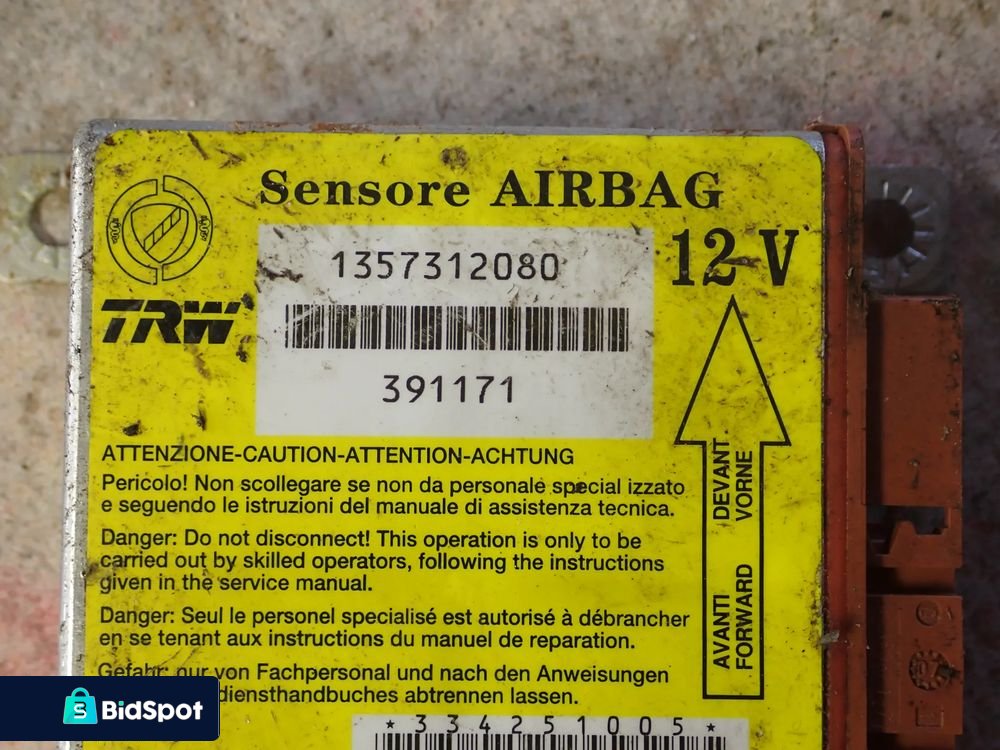 Sensore AIRBAG
1357312080
12 V
TRW
391171
ATTENZIONE-CAUTION-ATTENTION-ACHTUNG
Pericolo! Non scollegare se non da personale special izzato
e seguendo le istruzioni del manuale di assistenza tecnica.
Danger: Do not disconnect! This operation is only to be
carried out by skilled operators, following the instructions
given in the service manual.
Danger: Seul le personel specialisé est autorisé à débrancher
en se tenant aux instructions du manuel de reparation.
Gefahr: nur von Fachpersonal und nach den Anweisungen
diensthandbuches abtrennen lassen.
AVANTI DEVANT
FORWARD VORNE
*334251005*
BidSpot